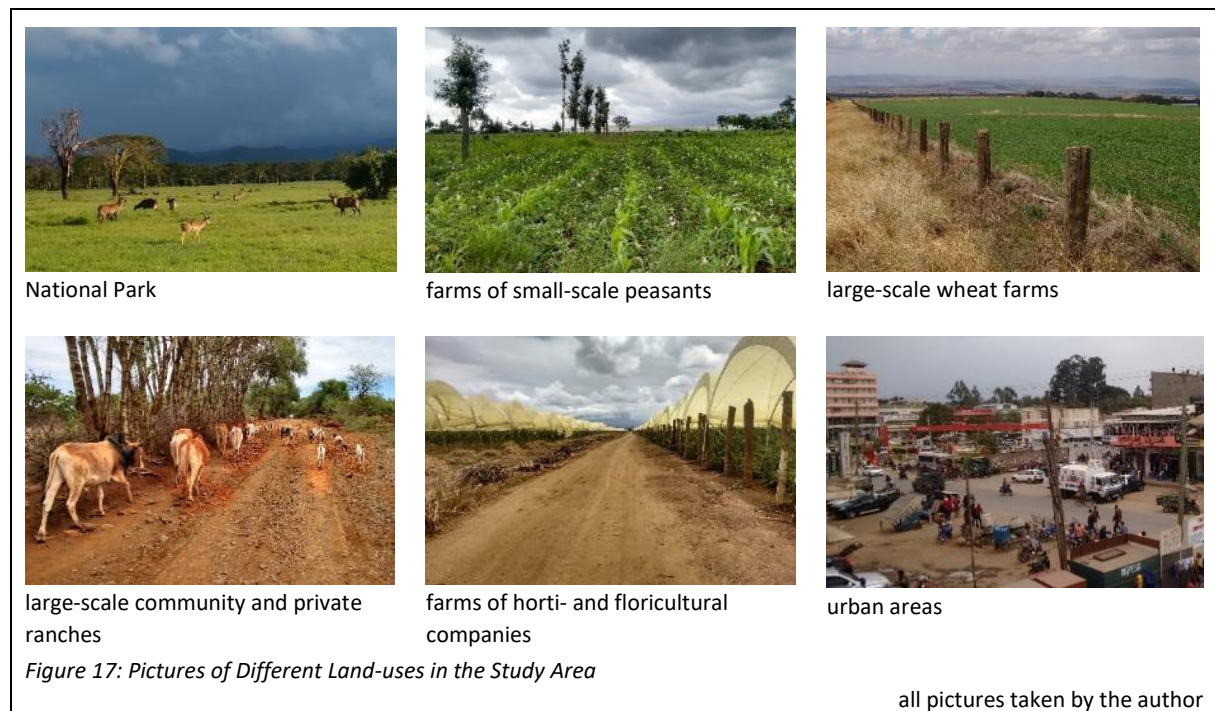 National Park
farms of small-scale peasants
large-scale wheat farms
large-scale community and private
ranches
farms of horti- and floricultural
companies
urban areas
Figure 17: Pictures of Different Land-uses in the Study Area
all pictures taken by the author